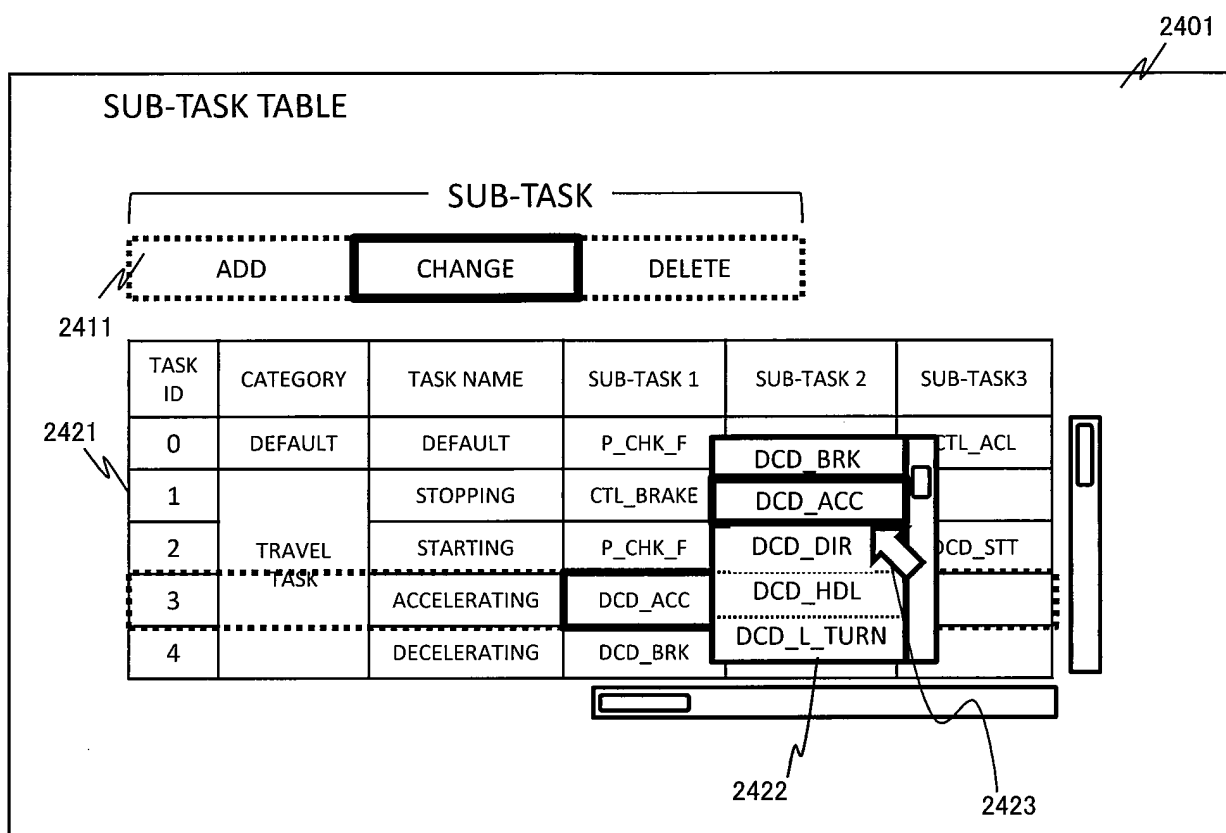 2401
SUB-TASK TABLE
SUB-TASK
ADD CHANGE DELETE
2411
TASK ID CATEGORY TASK NAME SUB-TASK 1 SUB-TASK 2 SUB-TASK3
2421
0 DEFAULT DEFAULT P_CHK_F CTL_ACL
DCD_BRK
1 STOPPING CTL_BRAKE DCD_ACC
2 TRAVEL TASK STARTING P_CHK_F DCD_DIR DCD_STT
3 ACCELERATING DCD_ACC DCD_HDL
4 DECELERATING DCD_BRK DCD_L_TURN
2422
2423